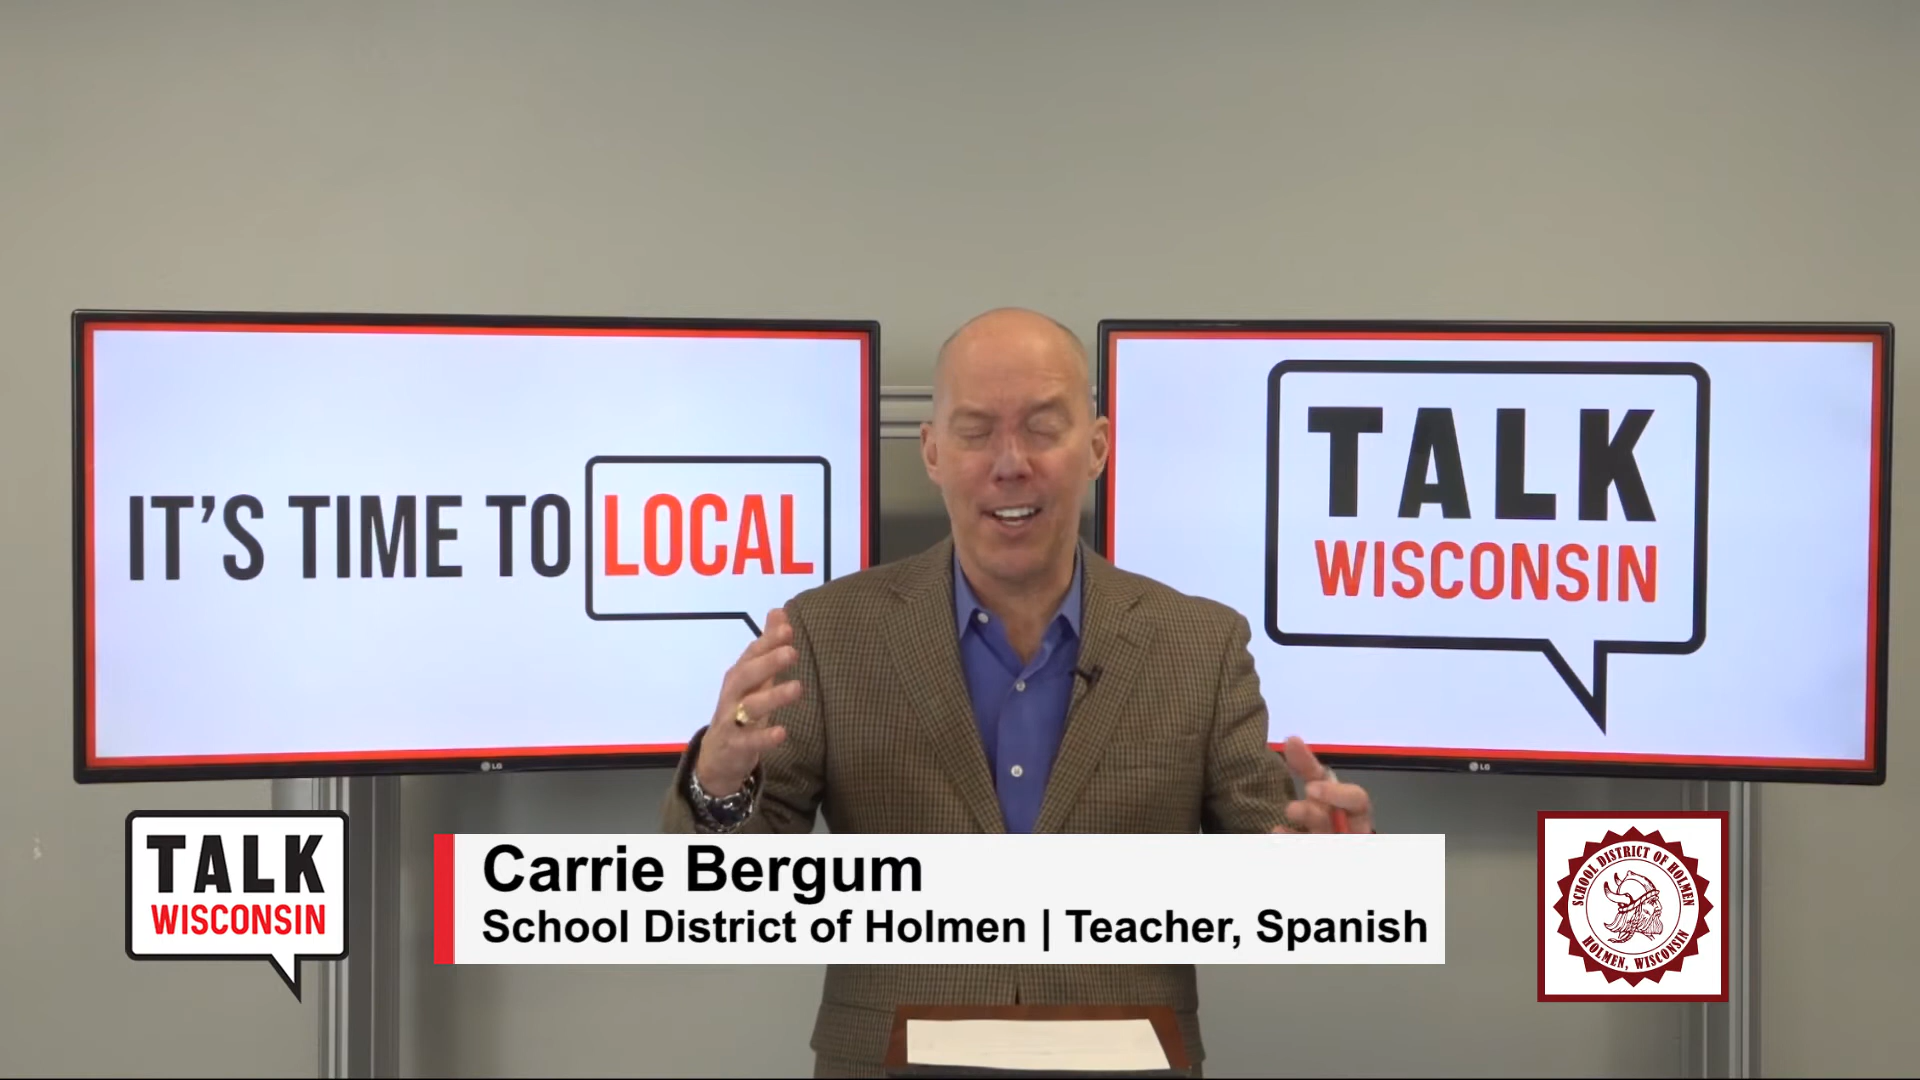 IT'S TIME TO LOCAL
TALK
WISCONSIN
LG
LG
TALK
WISCONSIN
Carrie Bergum
School District of Holmen | Teacher, Spanish
SCHOOL DISTRICT OF HOLMEN
HOLMEN, WISCONSIN